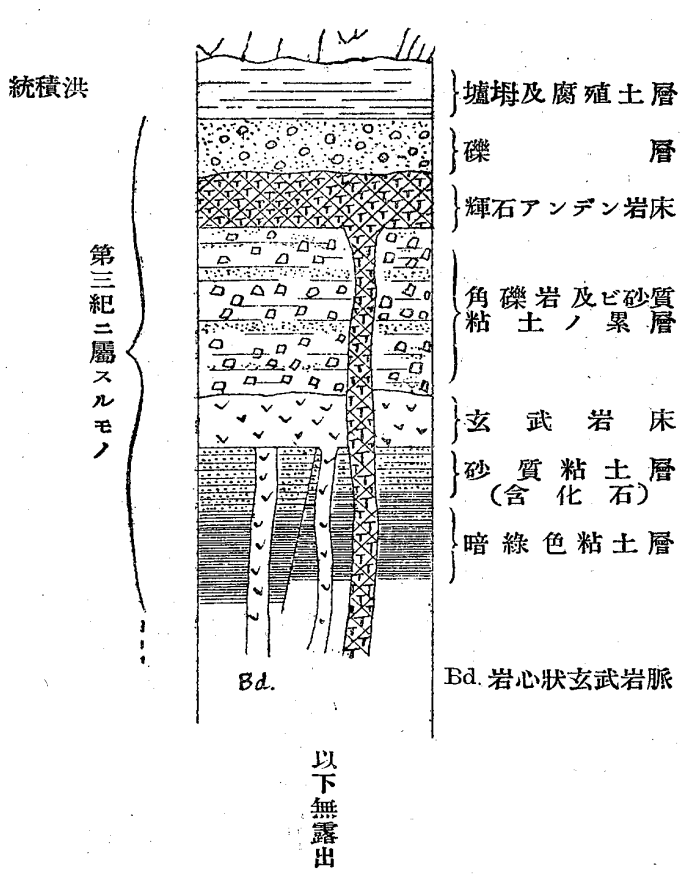 統積洪
第三紀ニ屬スルモノ
壚坶及腐殖土層
礫層
輝石アンデン岩床
角礫岩及ビ砂質
粘土ノ累層
玄武岩床
砂質粘土層
(含化石)
暗綠色粘土層
Bd.
Bd. 岩心狀玄武岩脈
以下無露出